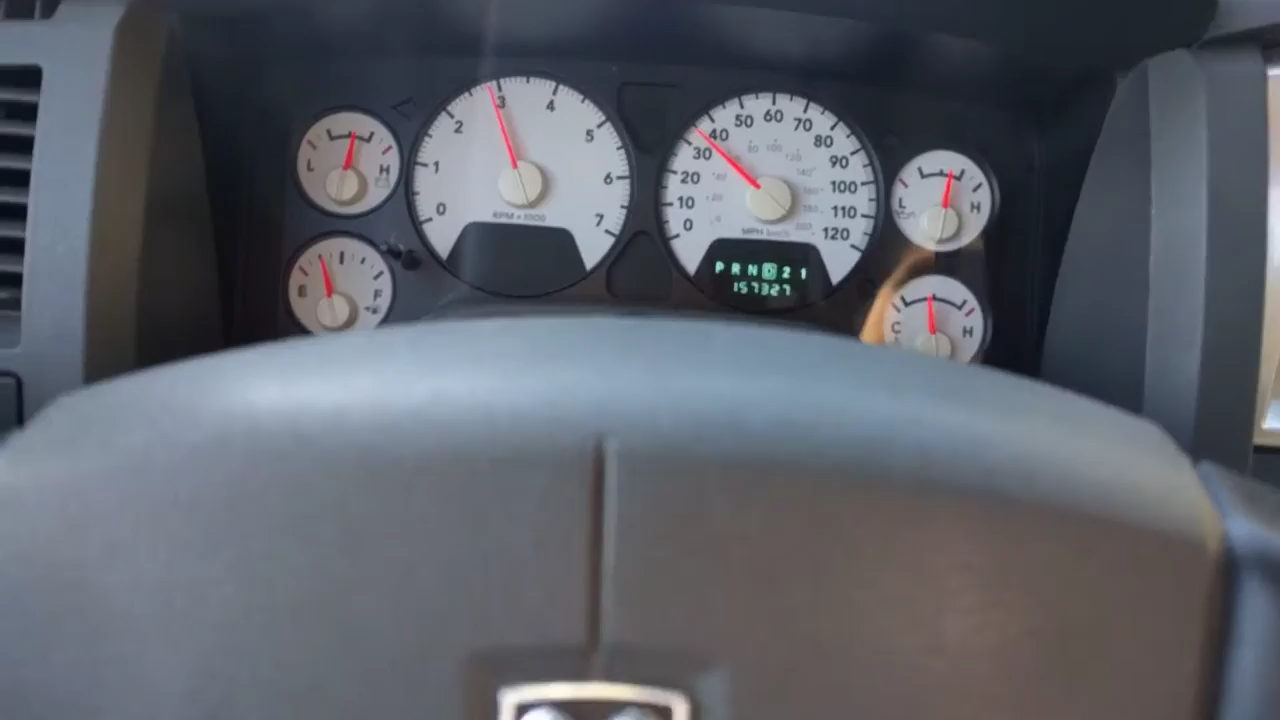 L H
E F
0 1 2 3 4 5 6 7
RPM x 1000
0 10 20 30 40 50 60 70 80 90 100 110 120
MPH km/h
P R N D 2 1
157327
L H
C H